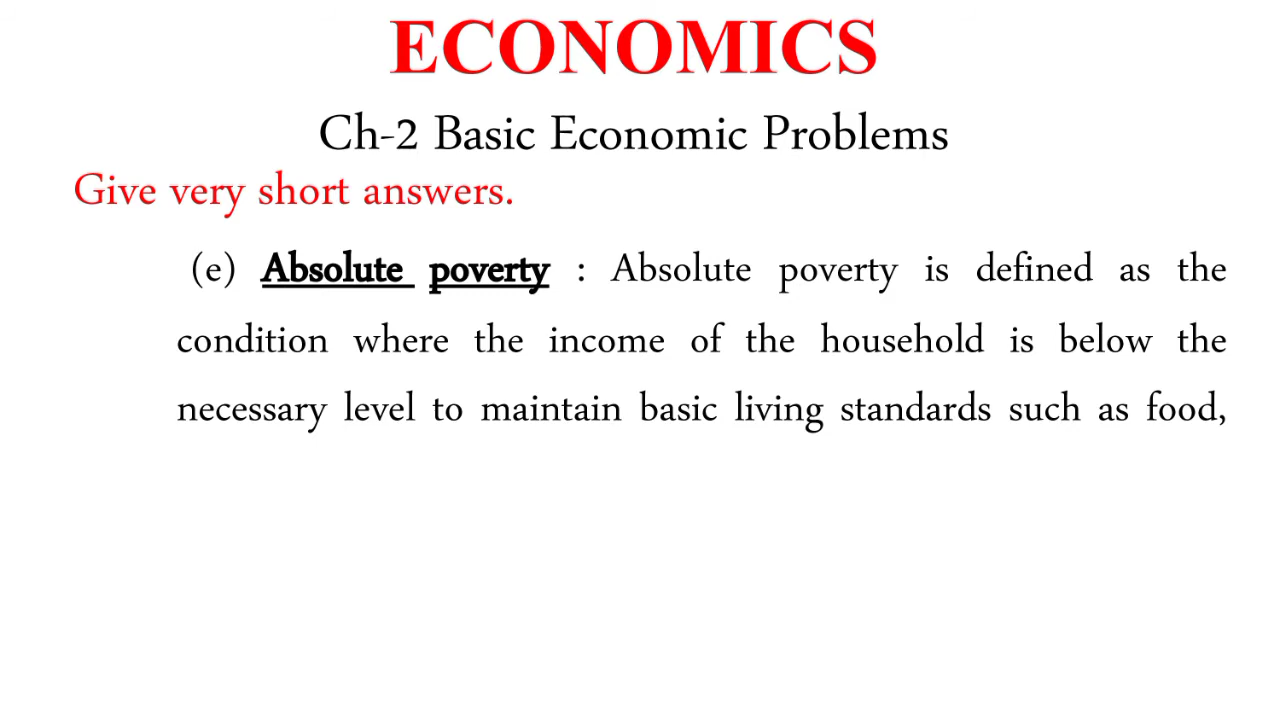 ECONOMICS
Ch-2 Basic Economic Problems
Give very short answers.
(e) Absolute poverty : Absolute poverty is defined as the
condition where the income of the household is below the
necessary level to maintain basic living standards such as food,